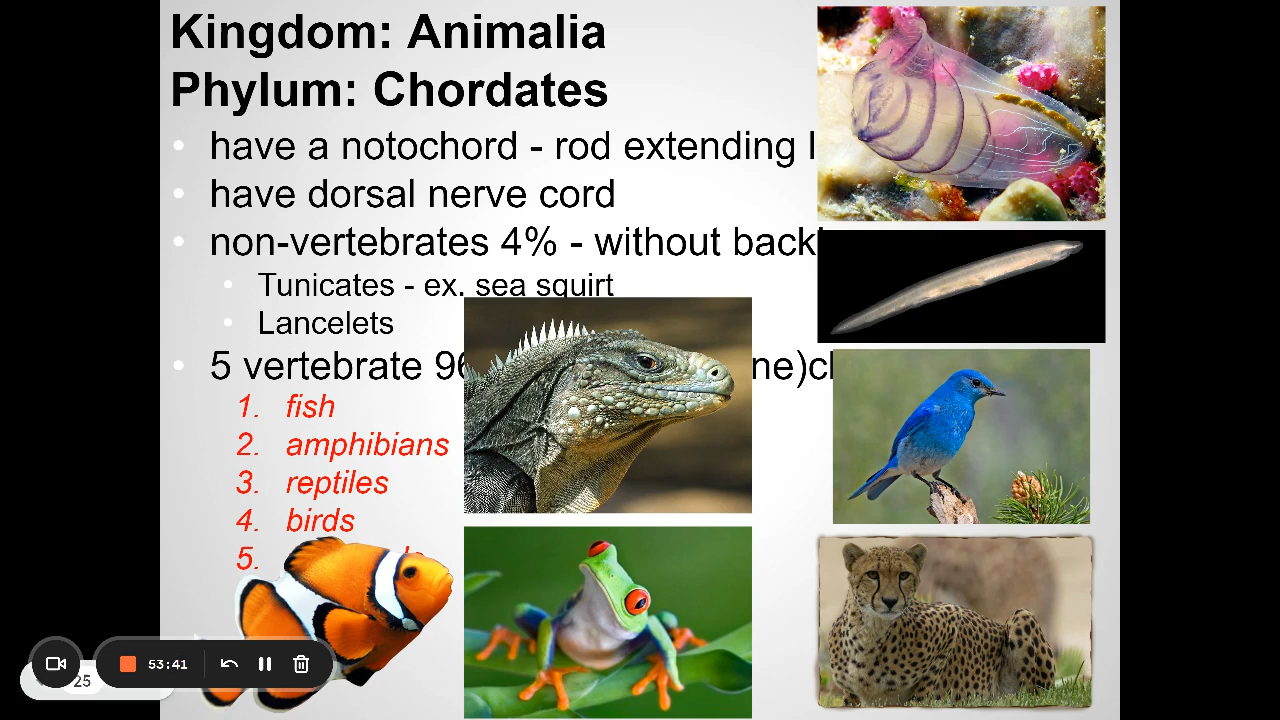 Kingdom: Animalia
Phylum: Chordates
have a notochord - rod extending l
have dorsal nerve cord
non-vertebrates 4% - without back
Tunicates - ex. sea squirt
Lancelets
5 vertebrate 9 ne)cl
1. fish
2. amphibians
3. reptiles
4. birds
5.
53:41
25